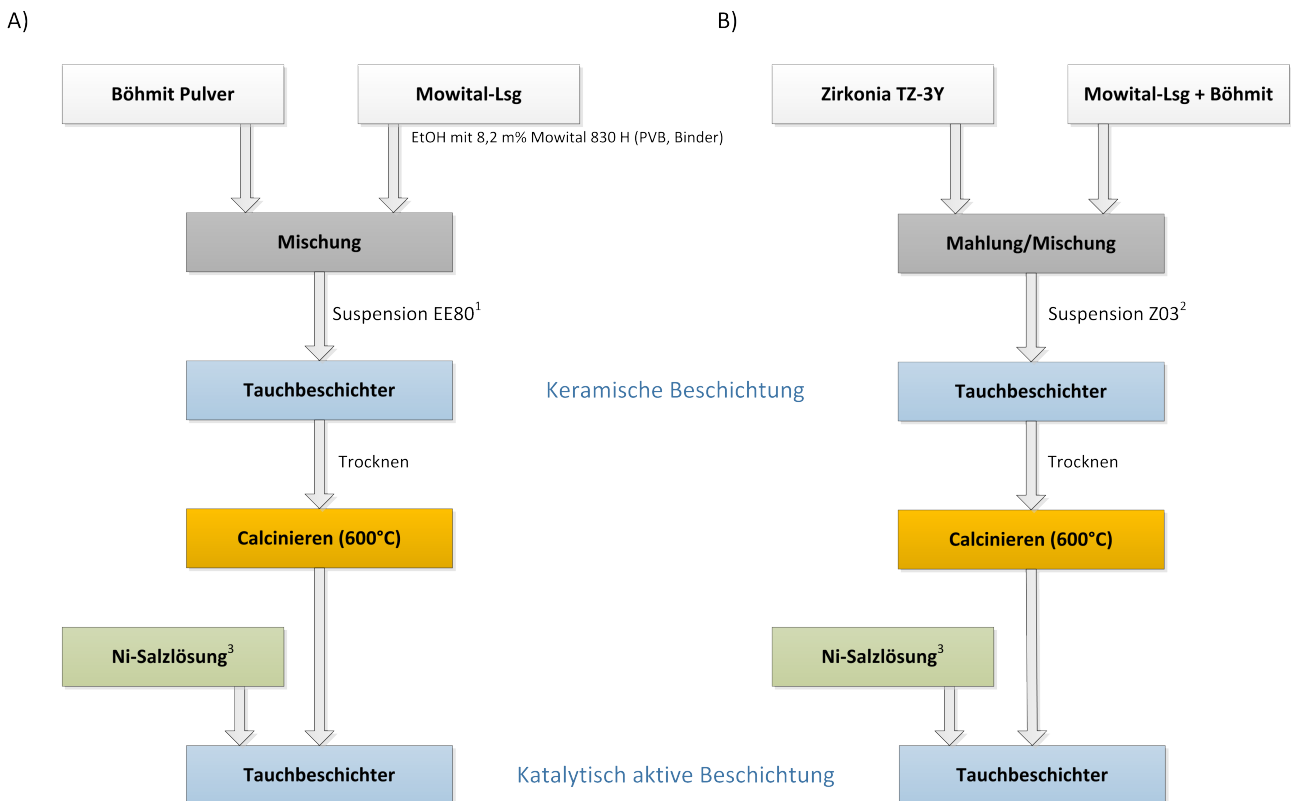 A)
B)
Böhmit Pulver
Mowital-Lsg
Zirkonia TZ-3Y
Mowital-Lsg + Böhmit
EtOH mit 8,2 m% Mowital 830 H (PVB, Binder)
Mischung
Mahlung/Mischung
Suspension EE80¹
Suspension Z03²
Tauchbeschichter
Keramische Beschichtung
Tauchbeschichter
Trocknen
Trocknen
Calcinieren (600°C)
Calcinieren (600°C)
Ni-Salzlösung³
Ni-Salzlösung³
Tauchbeschichter
Katalytisch aktive Beschichtung
Tauchbeschichter